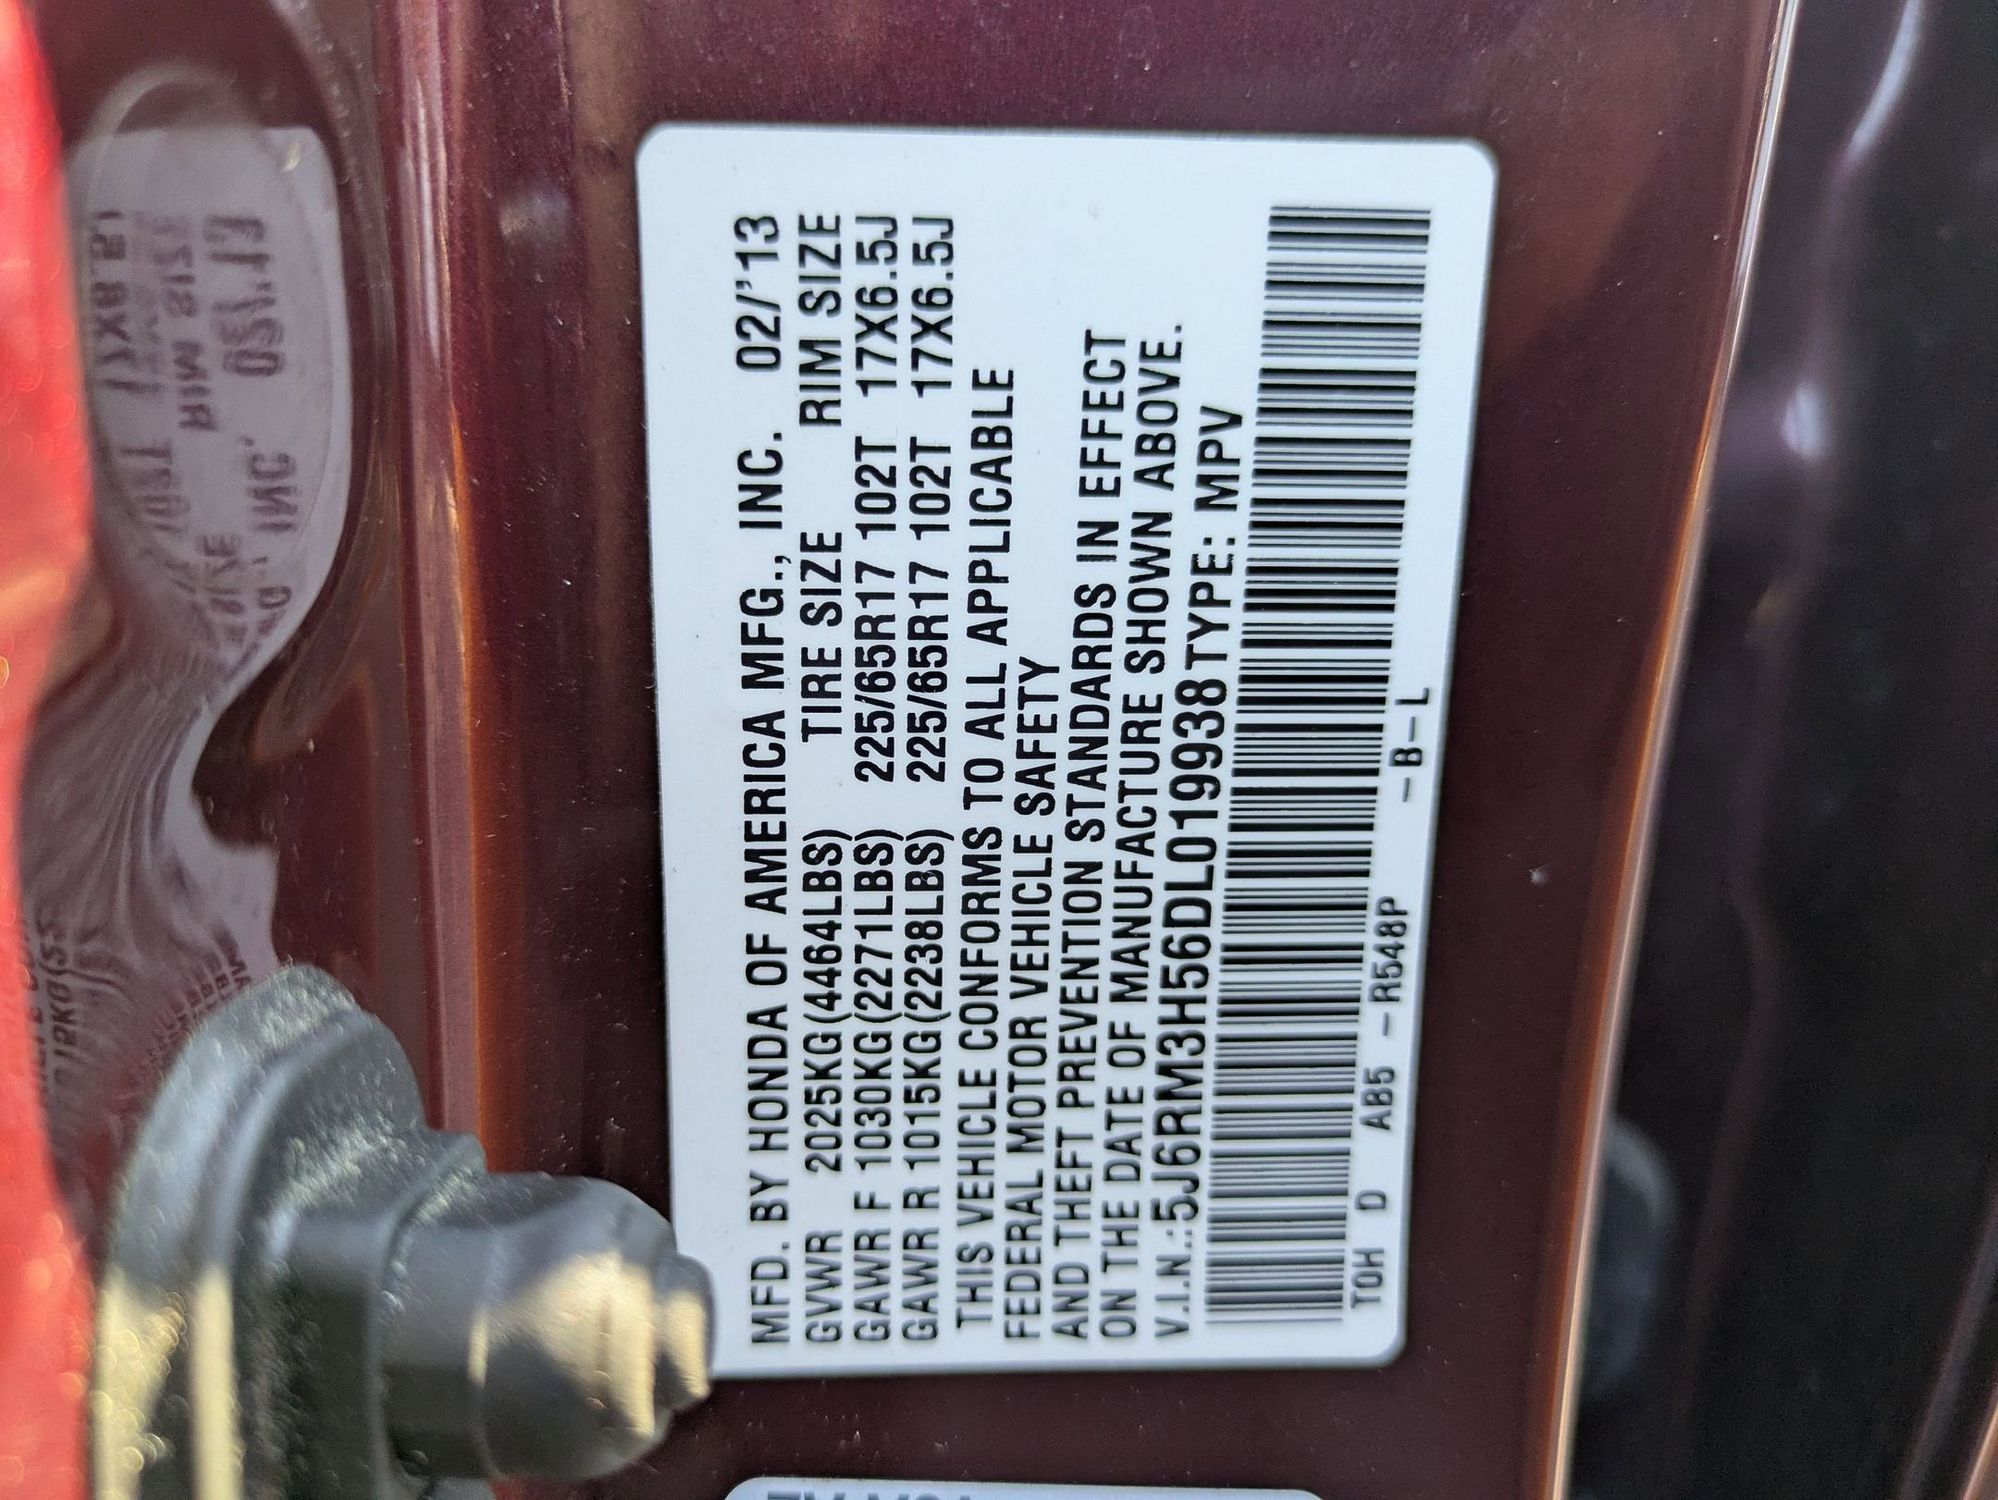 MFD. BY HONDA OF AMERICA MFG., INC. 02/'13
GVWR 2025KG(4464LBS) TIRE SIZE RIM SIZE
GAWR F 1030KG(2271LBS) 225/65R17 102T 17X6.5J
GAWR R 1015KG(2238LBS) 225/65R17 102T 17X6.5J
THIS VEHICLE CONFORMS TO ALL APPLICABLE
FEDERAL MOTOR VEHICLE SAFETY
AND THEFT PREVENTION STANDARDS IN EFFECT
ON THE DATE OF MANUFACTURE SHOWN ABOVE.
V.I.N.:5J6RM3H56DL019938 TYPE: MPV
TOH D AB5 -R548P -B-L